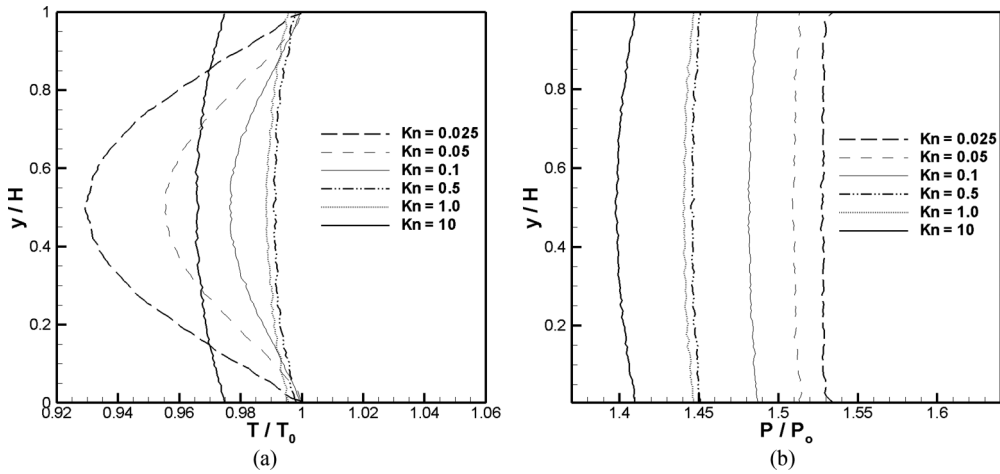 1
0.8
0.6
0.4
0.2
0
y / H
0.92 0.94 0.96 0.98 1 1.02 1.04 1.06
T / T0
Kn = 0.025
Kn = 0.05
Kn = 0.1
Kn = 0.5
Kn = 1.0
Kn = 10
(a)
1
0.8
0.6
0.4
0.2
0
y / H
1.4 1.45 1.5 1.55 1.6
P / Po
Kn = 0.025
Kn = 0.05
Kn = 0.1
Kn = 0.5
Kn = 1.0
Kn = 10
(b)